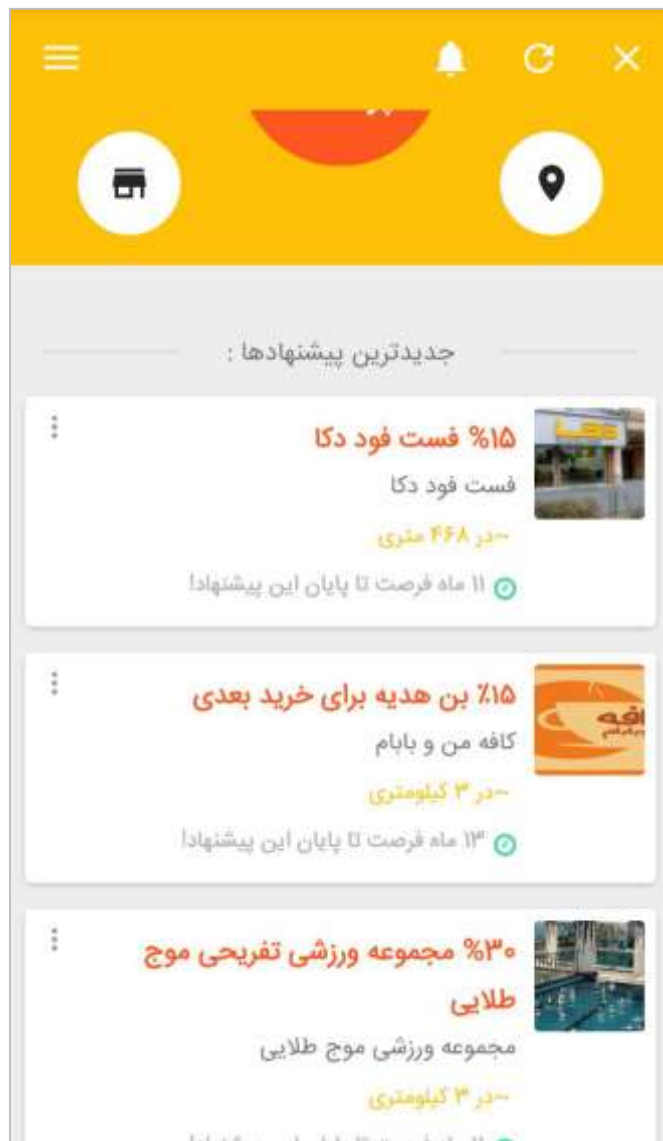 جدیدترین پیشنهادها :
%۱۵ فست فود دکا
فست فود دکا
~در ۴۶۸ متری
۱۱ ماه فرصت تا پایان این پیشنهاد!
٪۱۵ بن هدیه برای خرید بعدی
کافه من و بابام
~در ۳ کیلومتری
۱۳ ماه فرصت تا پایان این پیشنهاد!
%۳۰ مجموعه ورزشی تفریحی موج
طلایی
مجموعه ورزشی موج طلایی
~در ۳ کیلومتری